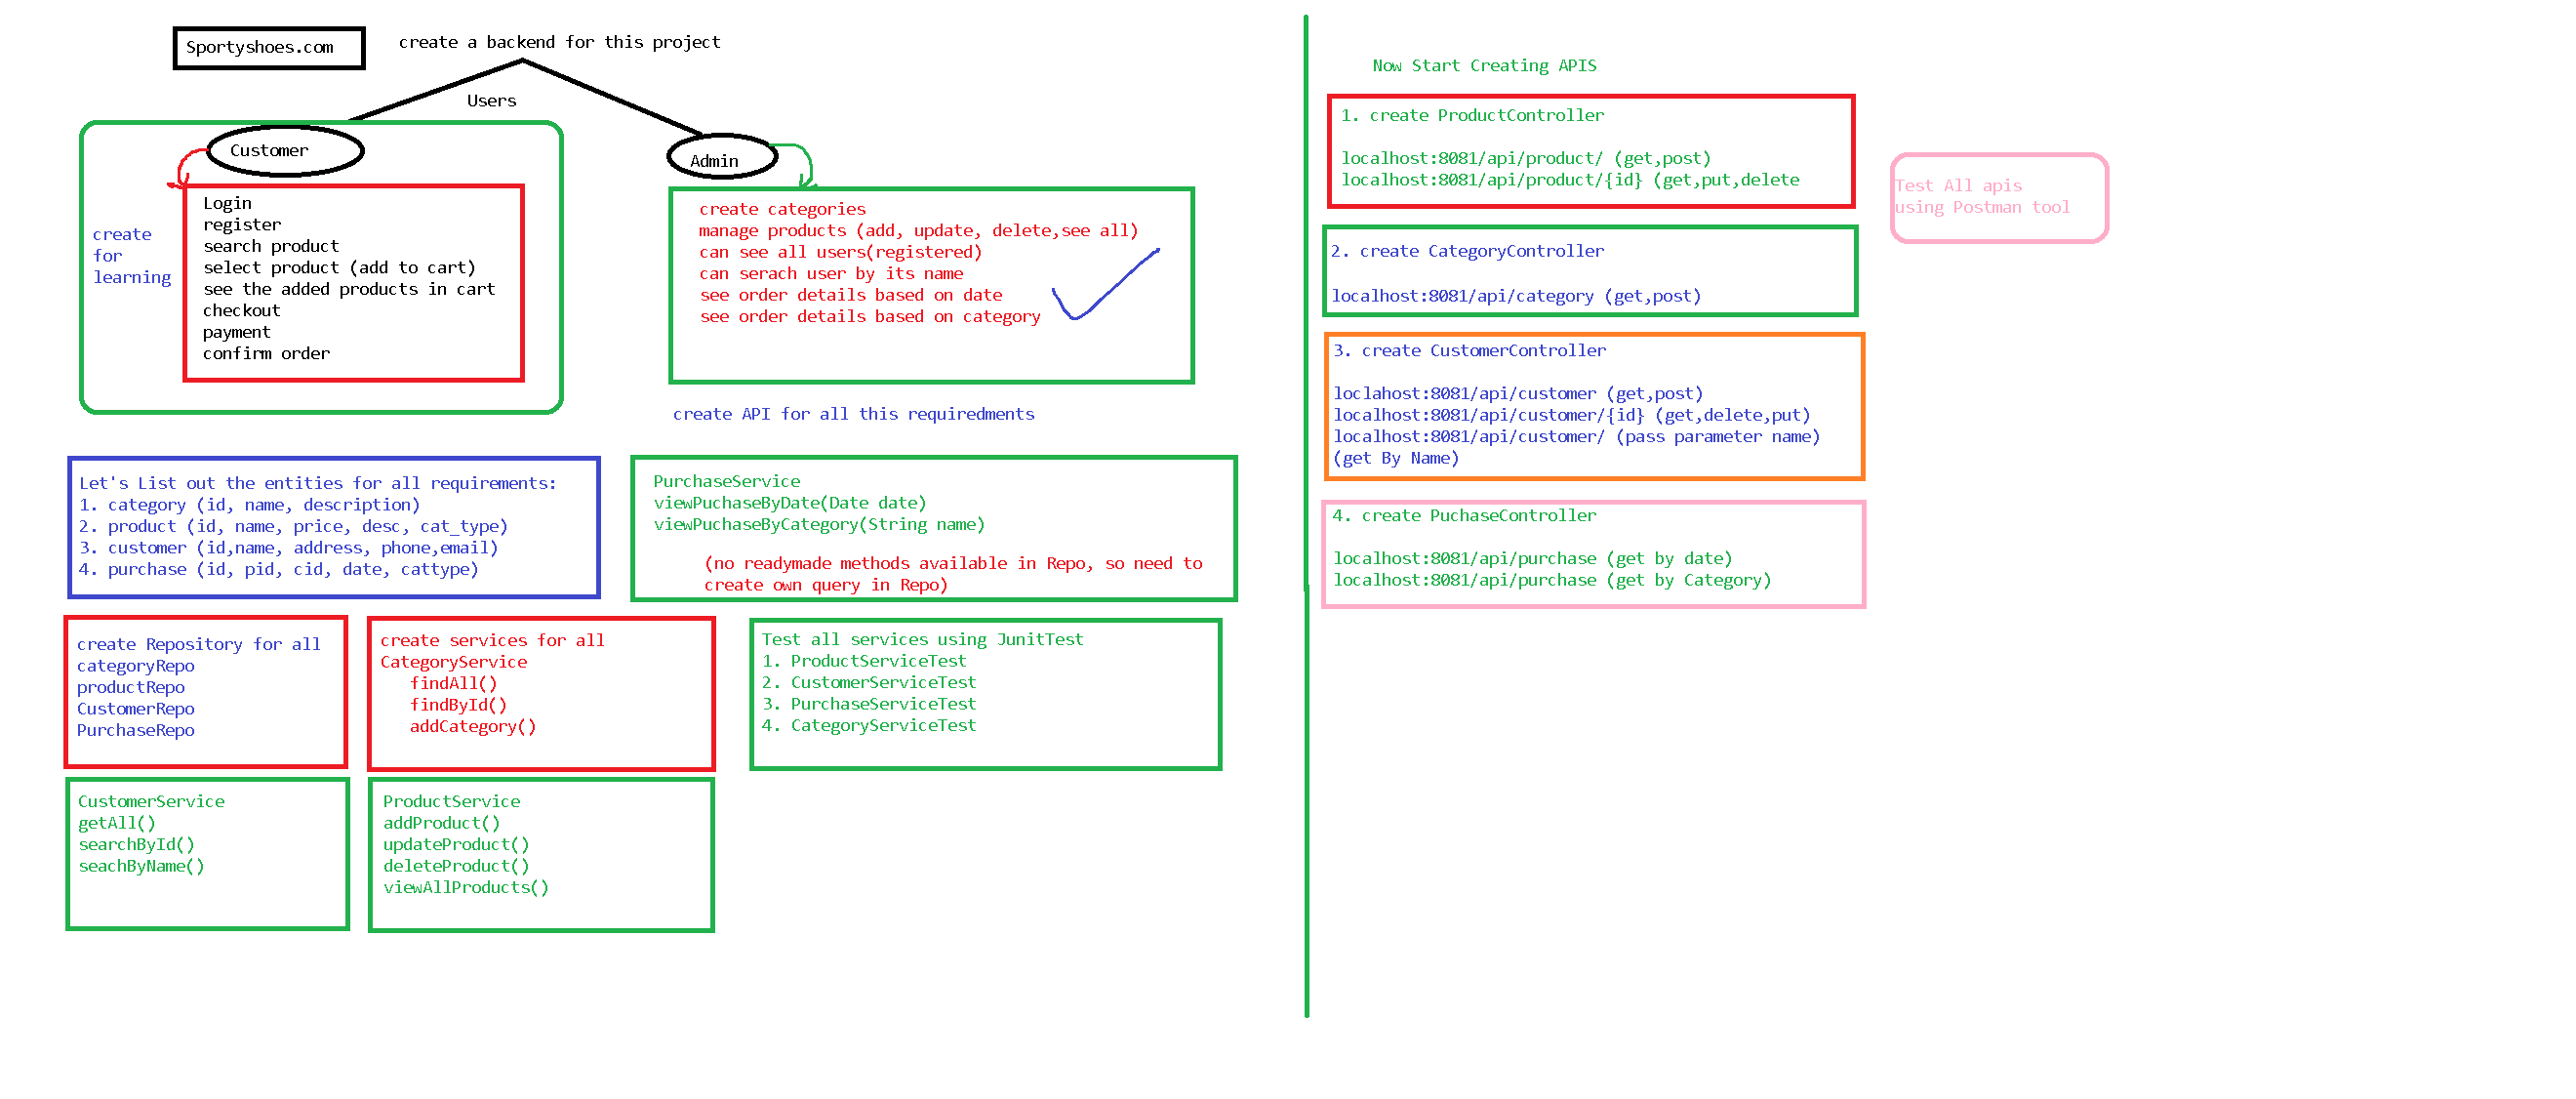 Sportyshoes.com
create a backend for this project
Users
Customer
Admin
create
for
learning
Login
register
search product
select product (add to cart)
see the added products in cart
checkout
payment
confirm order
create categories
manage products (add, update, delete,see all)
can see all users(registered)
can serach user by its name
see order details based on date
see order details based on category
create API for all this requiredments
Let's List out the entities for all requirements:
1. category (id, name, description)
2. product (id, name, price, desc, cat_type)
3. customer (id,name, address, phone,email)
4. purchase (id, pid, cid, date, cattype)
PurchaseService
viewPuchaseByDate(Date date)
viewPuchaseByCategory(String name)
(no readymade methods available in Repo, so need to
create own query in Repo)
create Repository for all
categoryRepo
productRepo
CustomerRepo
PurchaseRepo
create services for all
CategoryService
findAll()
findById()
addCategory()
Test all services using JunitTest
1. ProductServiceTest
2. CustomerServiceTest
3. PurchaseServiceTest
4. CategoryServiceTest
CustomerService
getAll()
searchById()
seachByName()
ProductService
addProduct()
updateProduct()
deleteProduct()
viewAllProducts()
Now Start Creating APIS
1. create ProductController
localhost:8081/api/product/ (get,post)
localhost:8081/api/product/{id} (get,put,delete
2. create CategoryController
localhost:8081/api/category (get,post)
3. create CustomerController
loclahost:8081/api/customer (get,post)
localhost:8081/api/customer/{id} (get,delete,put)
localhost:8081/api/customer/ (pass parameter name)
(get By Name)
4. create PuchaseController
localhost:8081/api/purchase (get by date)
localhost:8081/api/purchase (get by Category)
Test All apis
using Postman tool